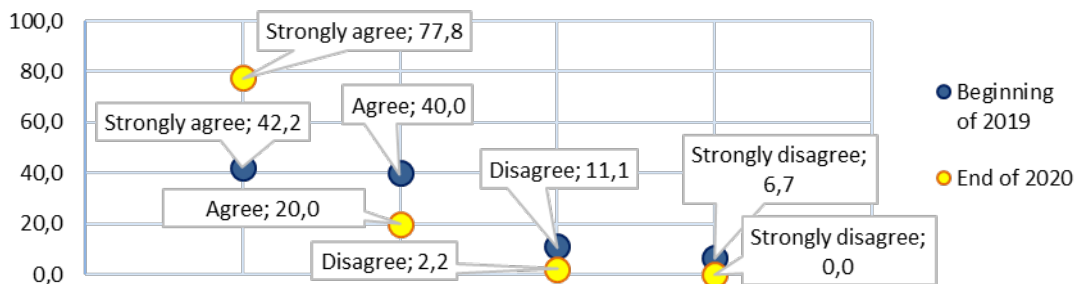 100,0
80,0
60,0
40,0
20,0
0,0
Strongly agree; 77,8
Strongly agree; 42,2
Agree; 40,0
Agree; 20,0
Disagree; 11,1
Disagree; 2,2
Strongly disagree;
6,7
Strongly disagree;
0,0
Beginning
of 2019
End of 2020